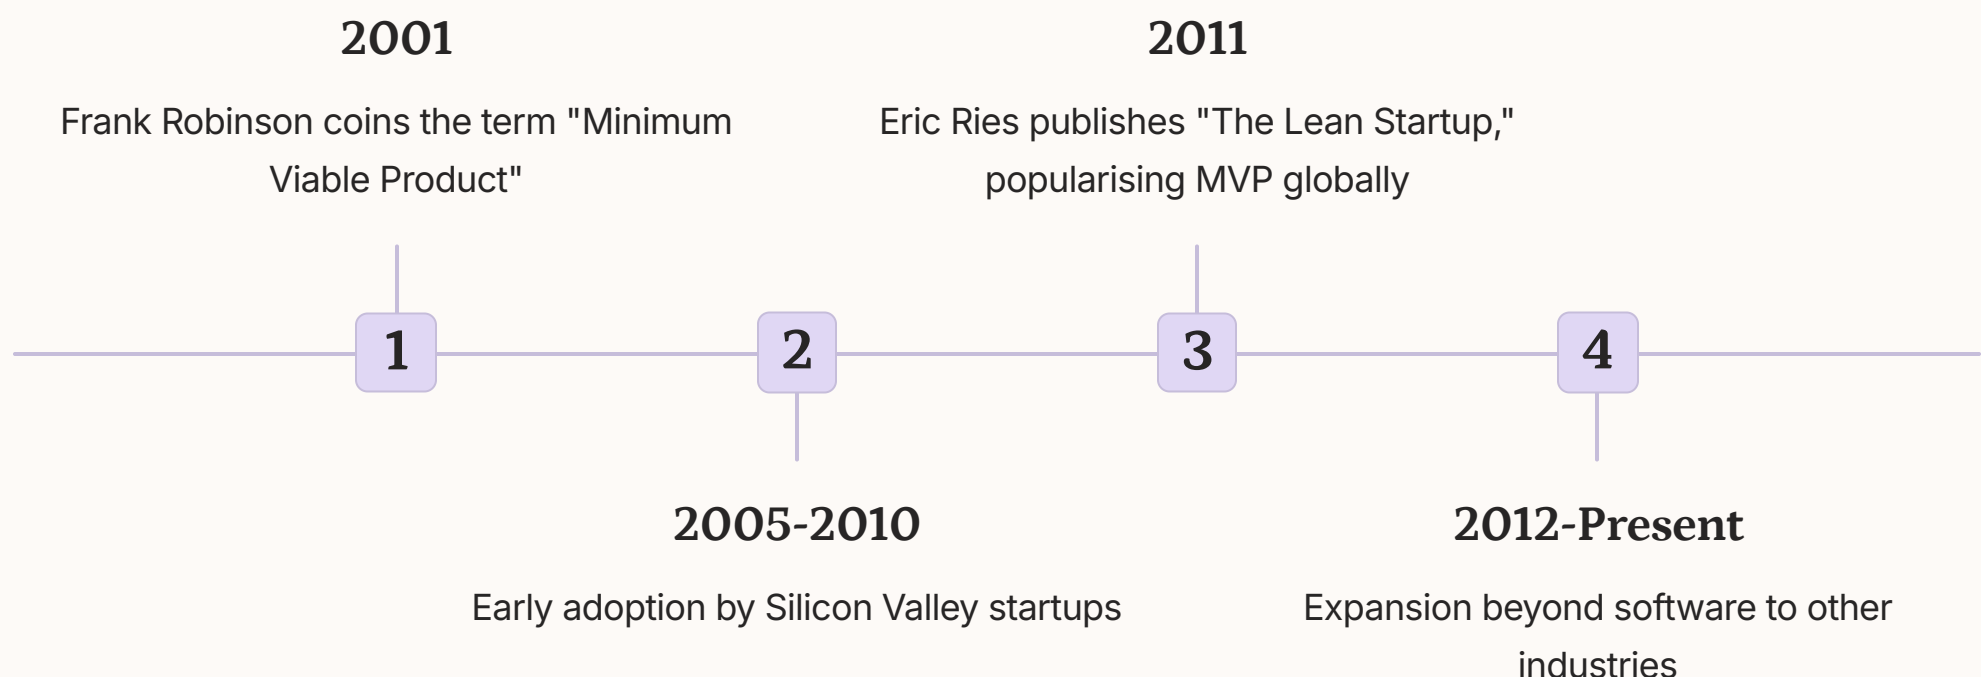 2001
Frank Robinson coins the term "Minimum
Viable Product"
2011
Eric Ries publishes "The Lean Startup,"
popularising MVP globally
1
2
3
4
2005-2010
Early adoption by Silicon Valley startups
2012-Present
Expansion beyond software to other
industries